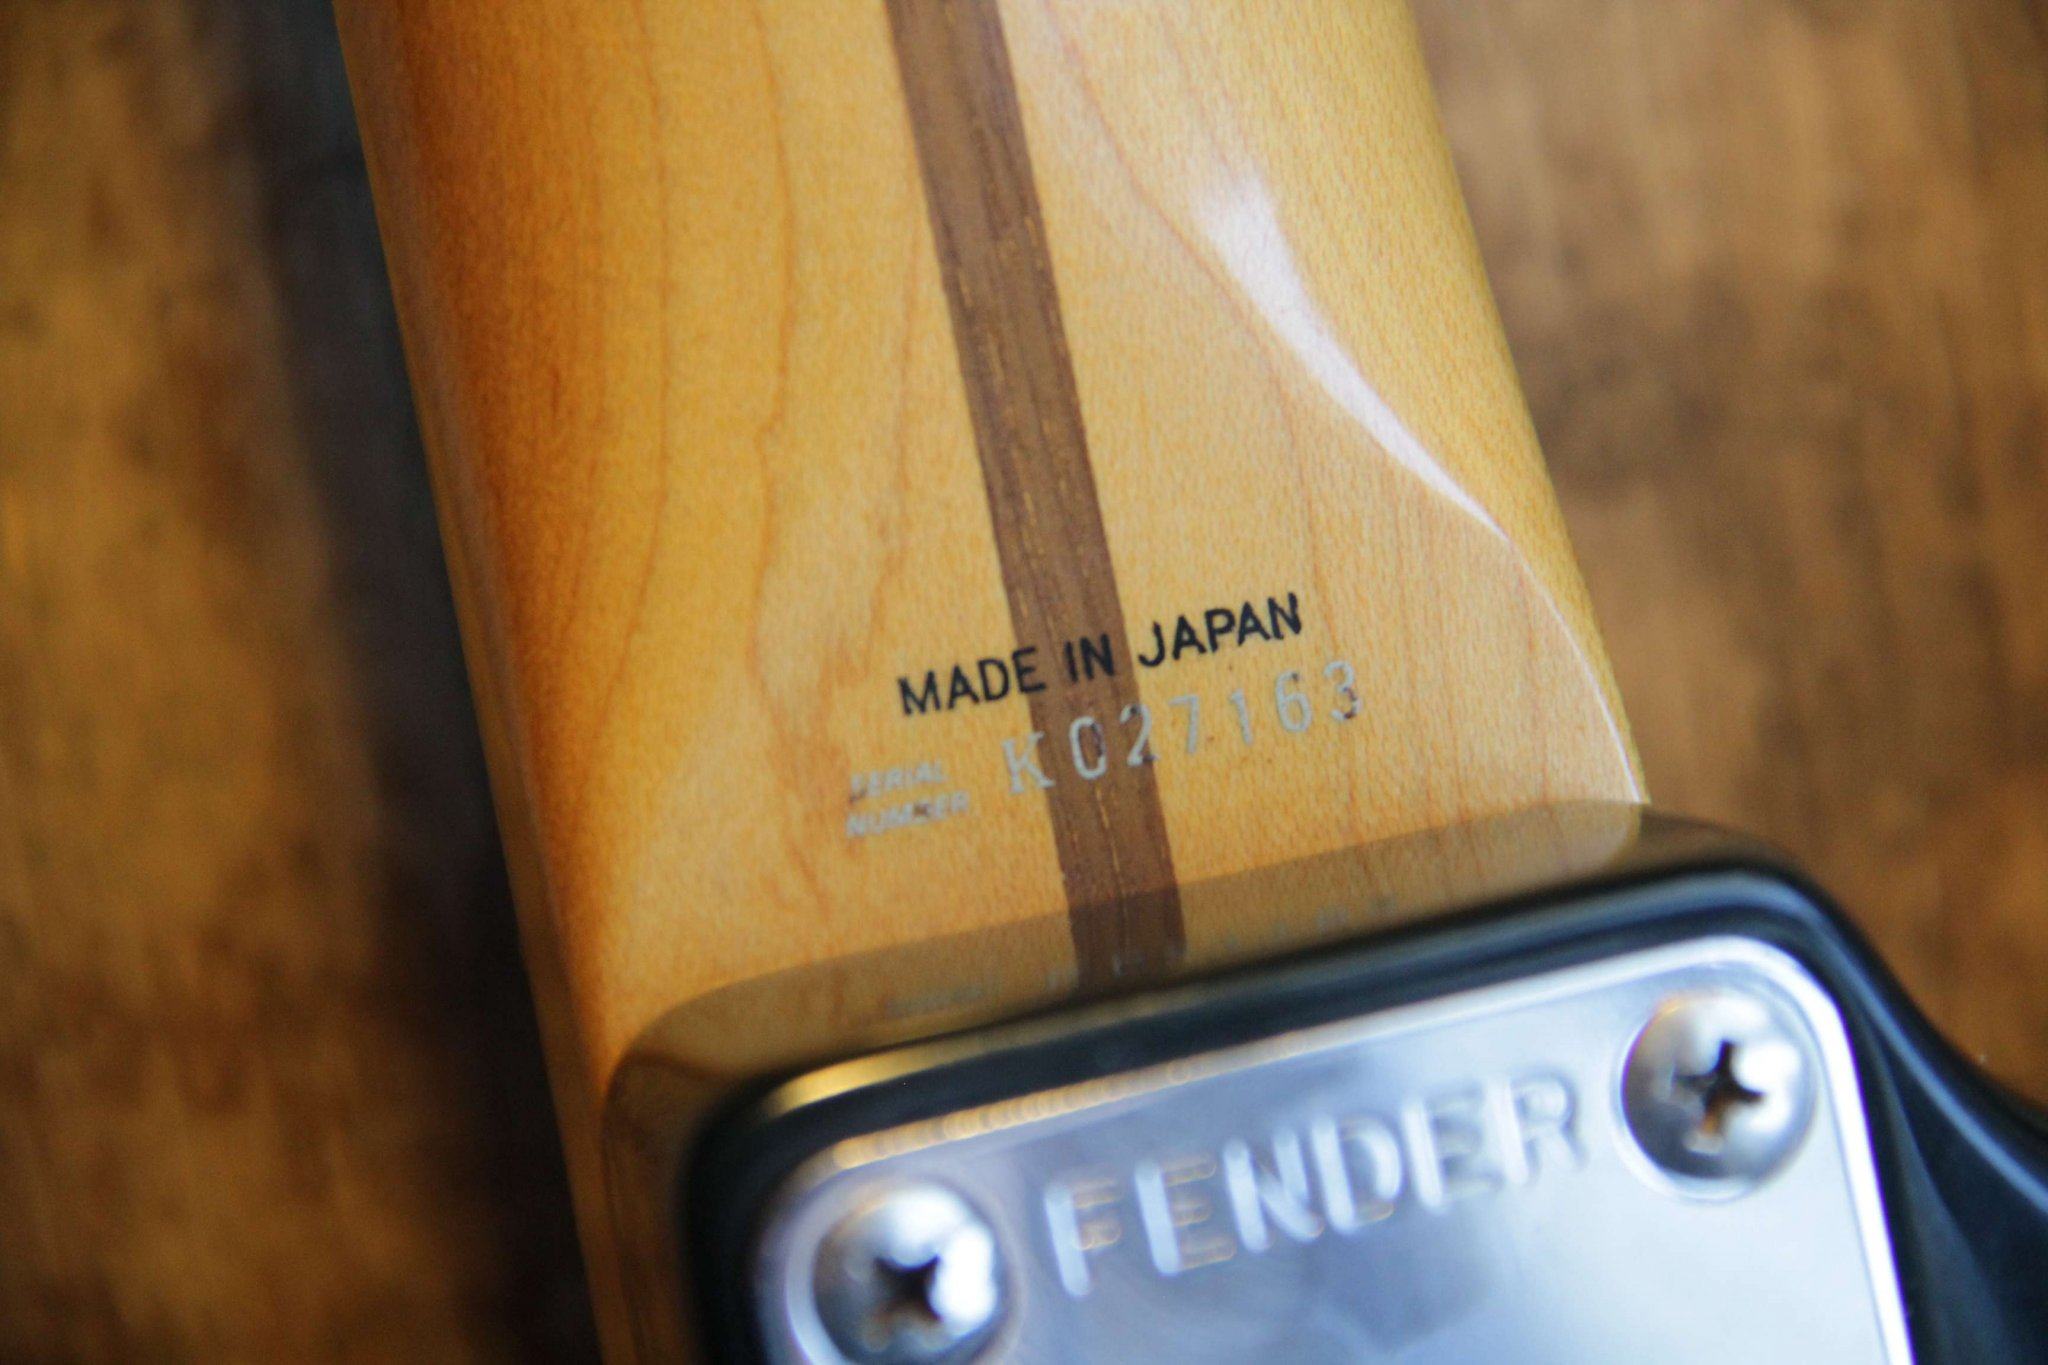 MADE IN JAPAN
SERIAL NUMBER K027163
FENDER